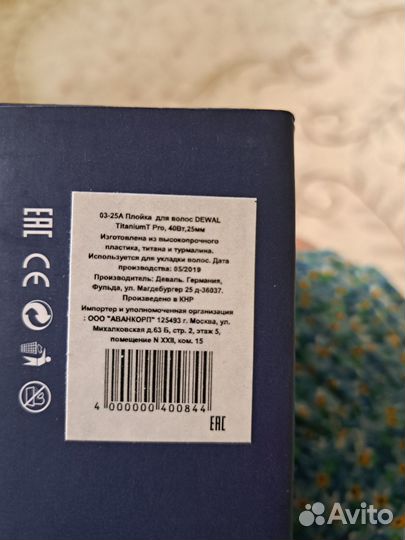 03-25A Плойка для волос DEWAL
TitaniumT Pro, 40Вт,25мм
Изготовлена из высокопрочного
пластика, титана и турмалина.
Используется для укладки волос. Дата
производства: 05/2019
Производитель: Деваль. Германия,
Фульда, ул. Магдебургер 25 д-36037.
Произведено в КНР
Импортер и уполномоченная организация
: ООО "АВАНКОРП" 125493 г. Москва, ул.
Михалковская д.63 Б, стр. 2, этаж 5,
помещение N XXII, ком. 15
4 000000 400844
EAC
EAC
CE
Avito